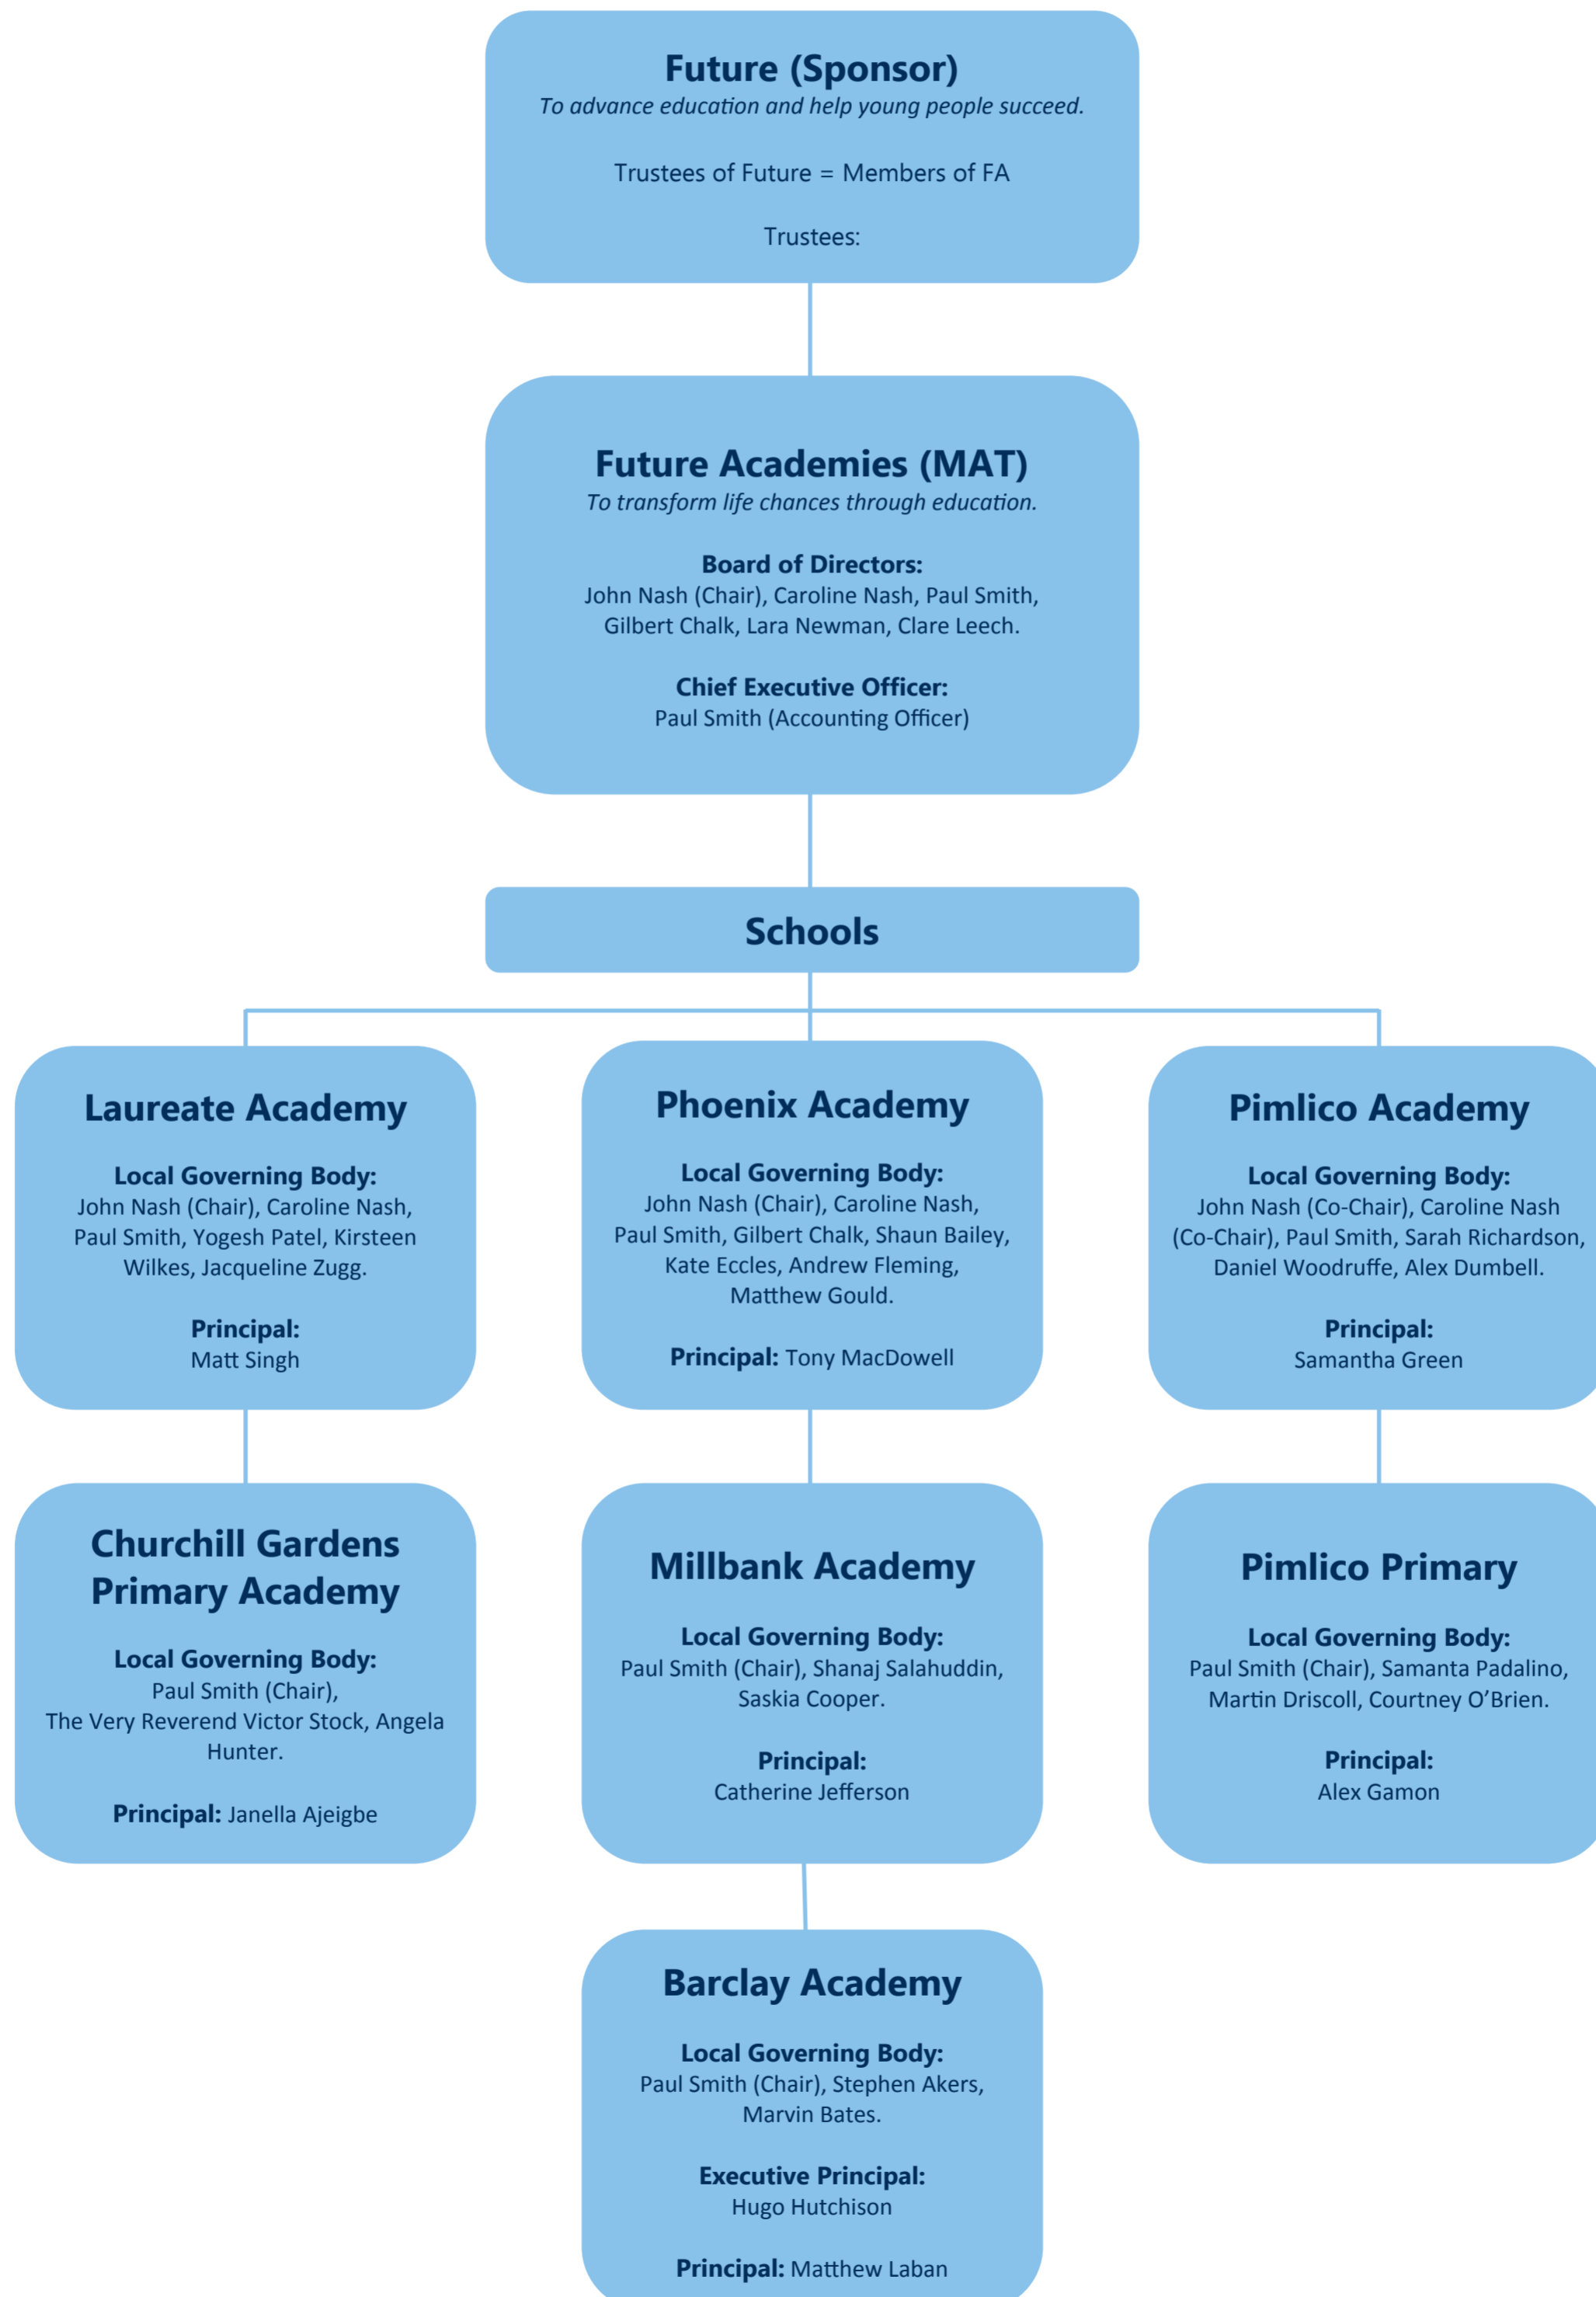 Future (Sponsor)
To advance education and help young people succeed.
Trustees of Future = Members of FA
Trustees:
Future Academies (MAT)
To transform life chances through education.
Board of Directors:
John Nash (Chair), Caroline Nash, Paul Smith,
Gilbert Chalk, Lara Newman, Clare Leech.
Chief Executive Officer:
Paul Smith (Accounting Officer)
Schools
Laureate Academy
Local Governing Body:
John Nash (Chair), Caroline Nash,
Paul Smith, Yogesh Patel, Kirsteen
Wilkes, Jacqueline Zugg.
Principal:
Matt Singh
Phoenix Academy
Local Governing Body:
John Nash (Chair), Caroline Nash,
Paul Smith, Gilbert Chalk, Shaun Bailey,
Kate Eccles, Andrew Fleming,
Matthew Gould.
Principal: Tony MacDowell
Pimlico Academy
Local Governing Body:
John Nash (Co-Chair), Caroline Nash
(Co-Chair), Paul Smith, Sarah Richardson,
Daniel Woodruffe, Alex Dumbell.
Principal:
Samantha Green
Churchill Gardens
Primary Academy
Local Governing Body:
Paul Smith (Chair),
The Very Reverend Victor Stock, Angela
Hunter.
Principal: Janella Ajeigbe
Millbank Academy
Local Governing Body:
Paul Smith (Chair), Shanaj Salahuddin,
Saskia Cooper.
Principal:
Catherine Jefferson
Pimlico Primary
Local Governing Body:
Paul Smith (Chair), Samanta Padalino,
Martin Driscoll, Courtney O’Brien.
Principal:
Alex Gamon
Barclay Academy
Local Governing Body:
Paul Smith (Chair), Stephen Akers,
Marvin Bates.
Executive Principal:
Hugo Hutchison
Principal: Matthew Laban